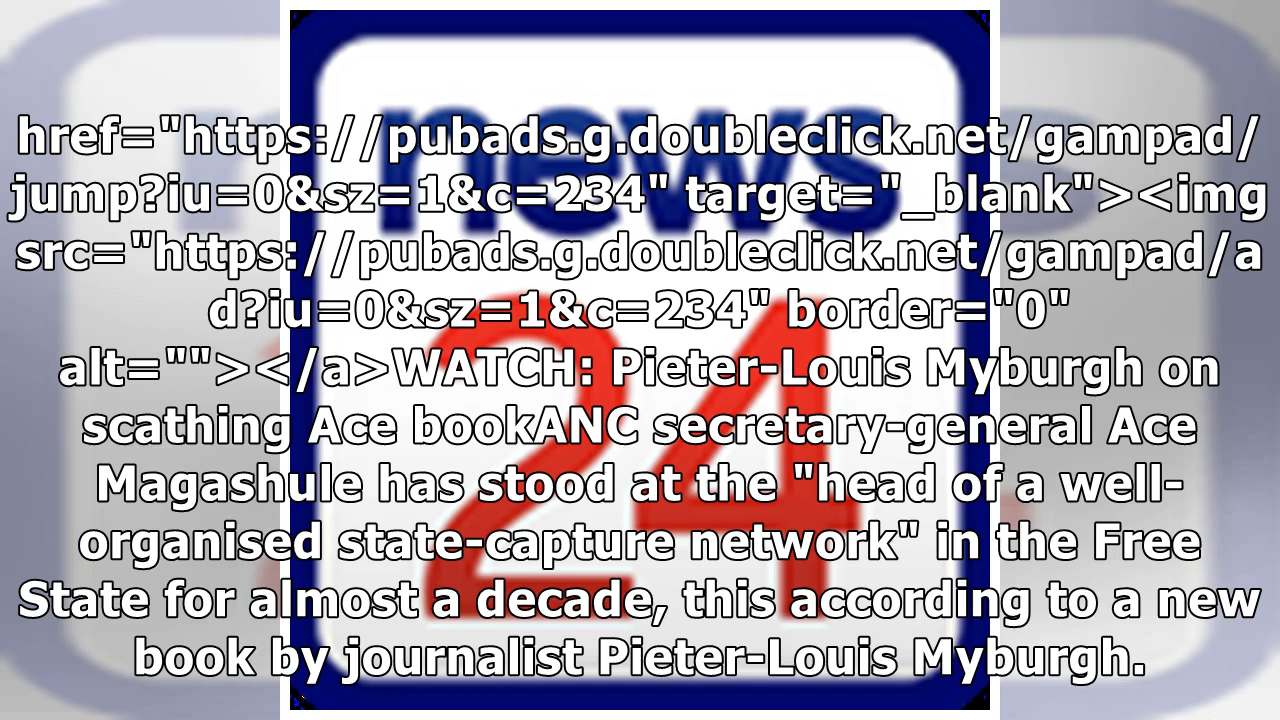 news
24
href="https://pubads.g.doubleclick.net/gampad/
jump?iu=0&sz=1&c=234" target="_blank"><img
src="https://pubads.g.doubleclick.net/gampad/a
d?iu=0&sz=1&c=234" border="0"
alt=""></a>WATCH: Pieter-Louis Myburgh on
scathing Ace bookANC secretary-general Ace
Magashule has stood at the "head of a well-
organised state-capture network" in the Free
State for almost a decade, this according to a new
book by journalist Pieter-Louis Myburgh.